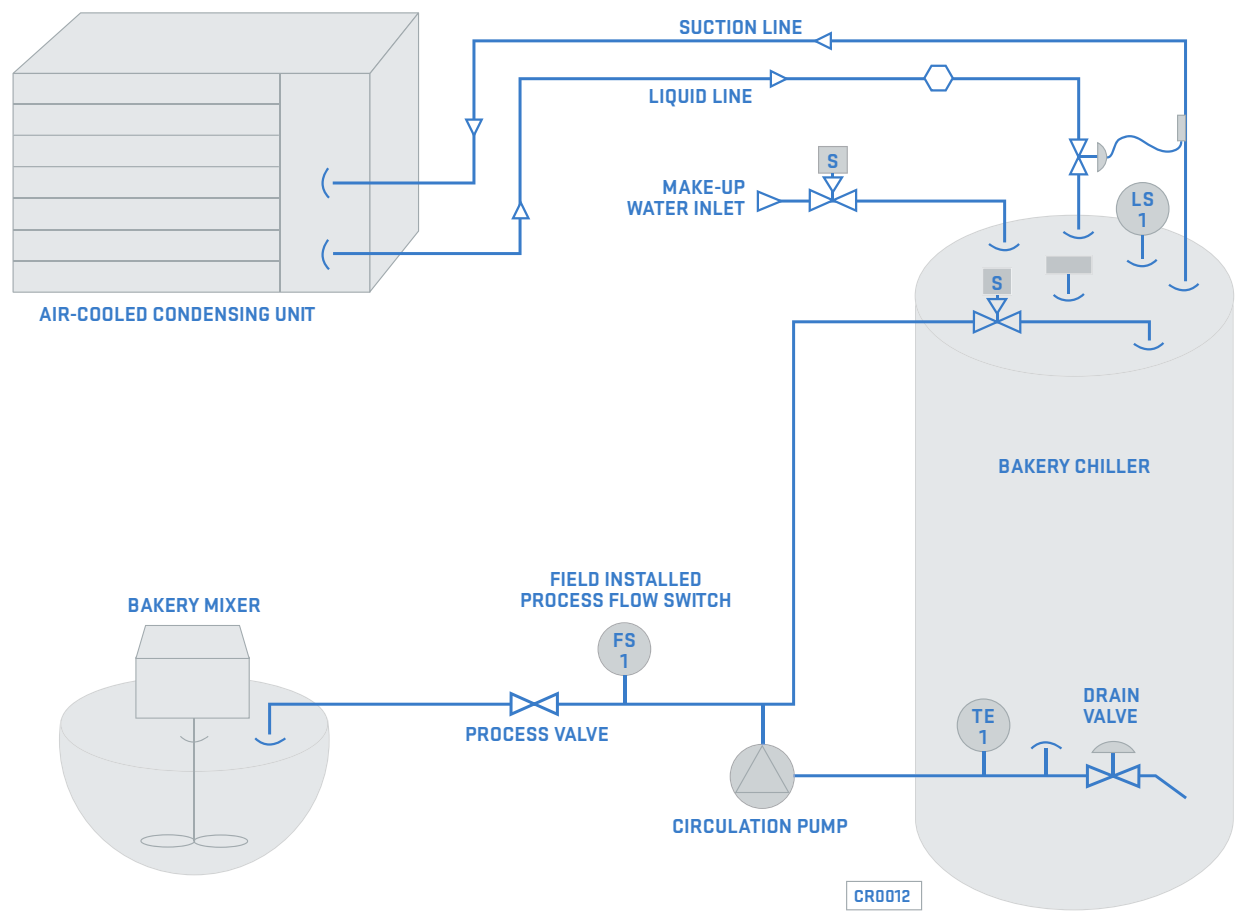 SUCTION LINE
LIQUID LINE
S
MAKE-UP
WATER INLET
LS
1
S
AIR-COOLED CONDENSING UNIT
BAKERY CHILLER
FIELD INSTALLED
PROCESS FLOW SWITCH
BAKERY MIXER
FS
1
PROCESS VALVE
DRAIN
VALVE
TE
1
CIRCULATION PUMP
CR0012